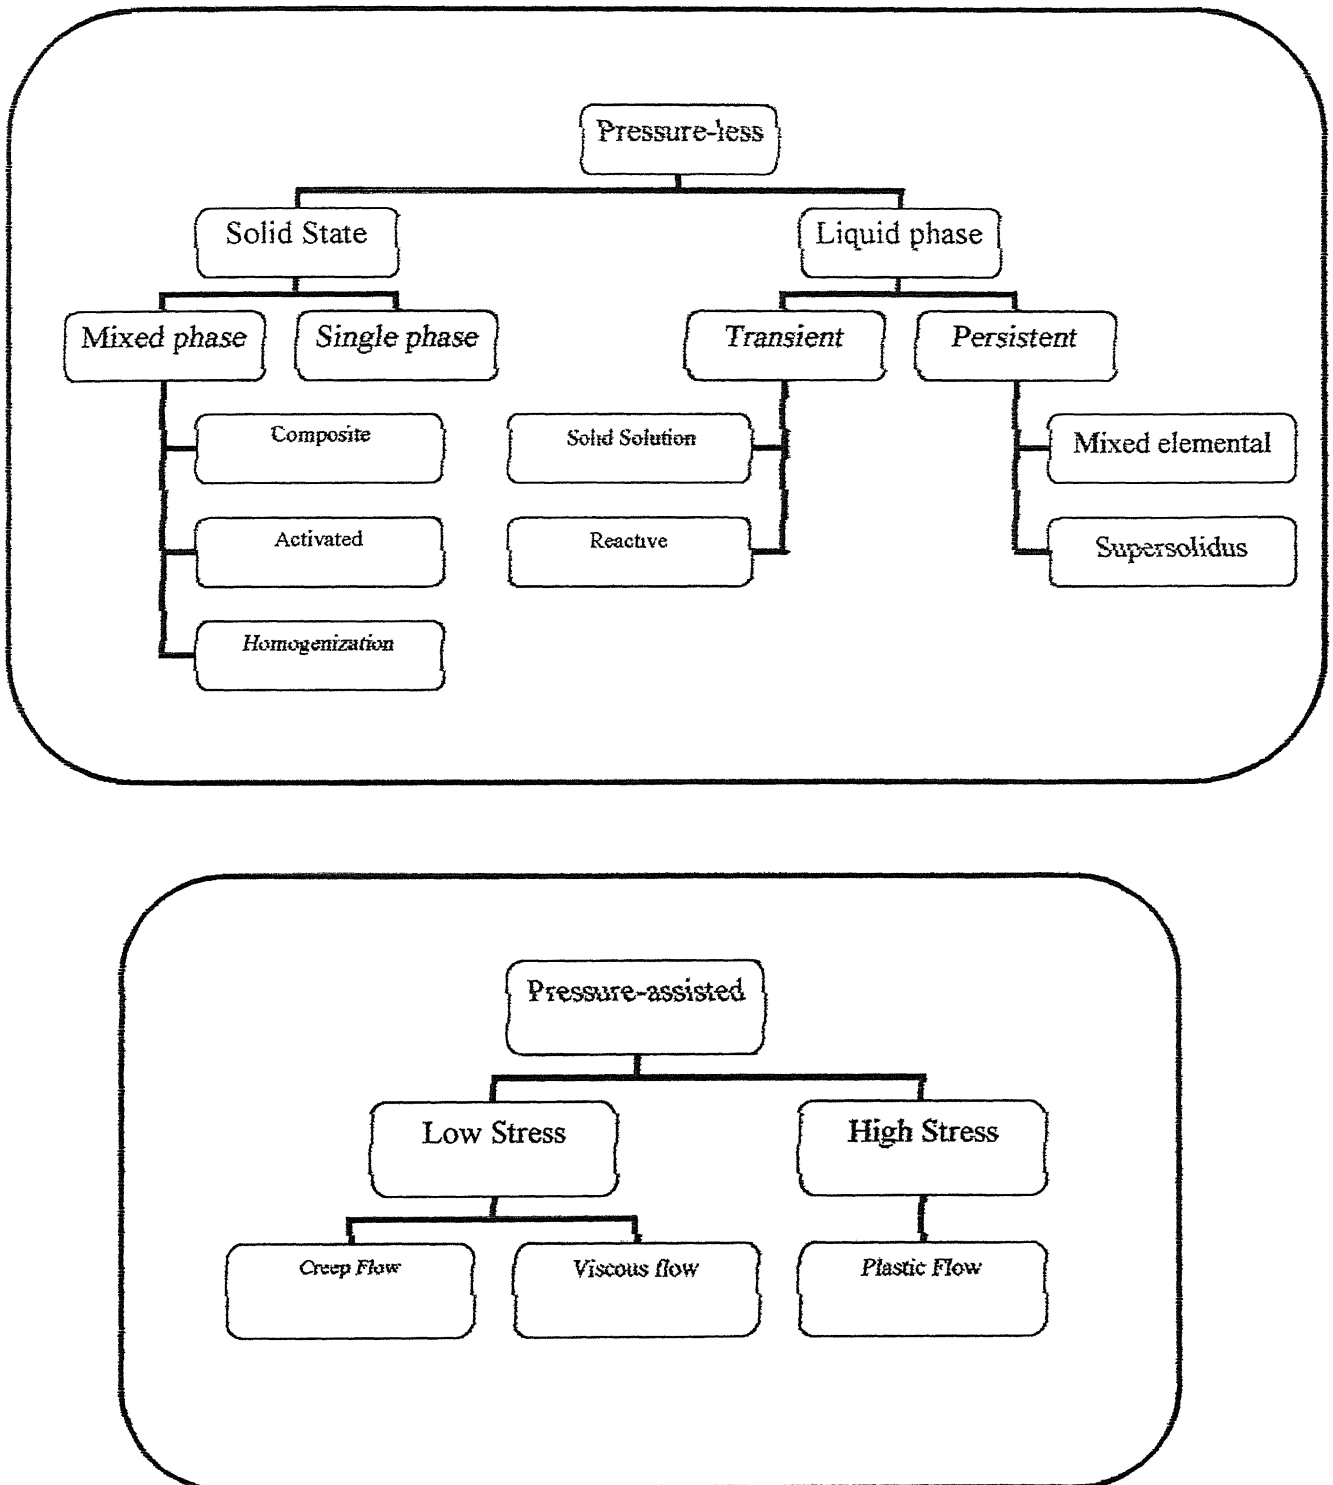 Pressure-less
Solid State
Liquid phase
Mixed phase
Single phase
Transient
Persistent
Composite
Solid Solution
Mixed elemental
Activated
Reactive
Supersolidus
Homogenization
Pressure-assisted
Low Stress
High Stress
Creep Flow
Viscous flow
Plastic Flow